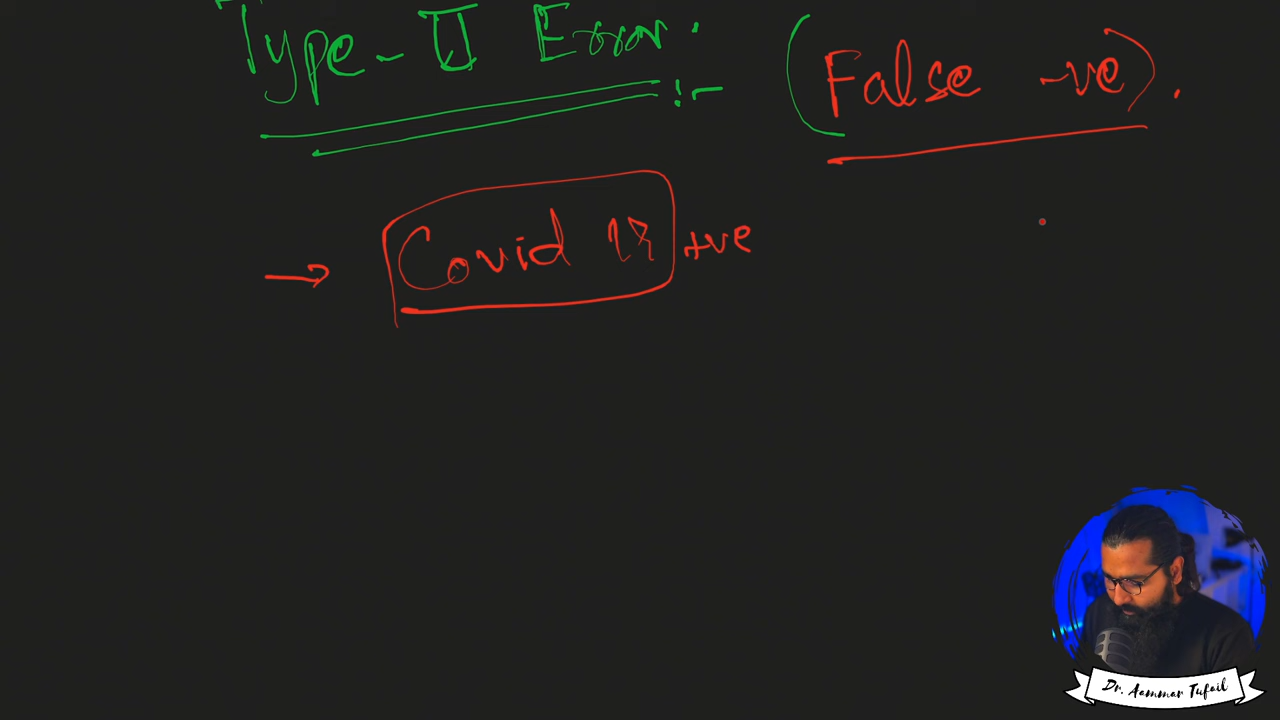 Type-II Error. :- (False -ve).
→ Covid 19 +ve
Dr. Aammar Tufail